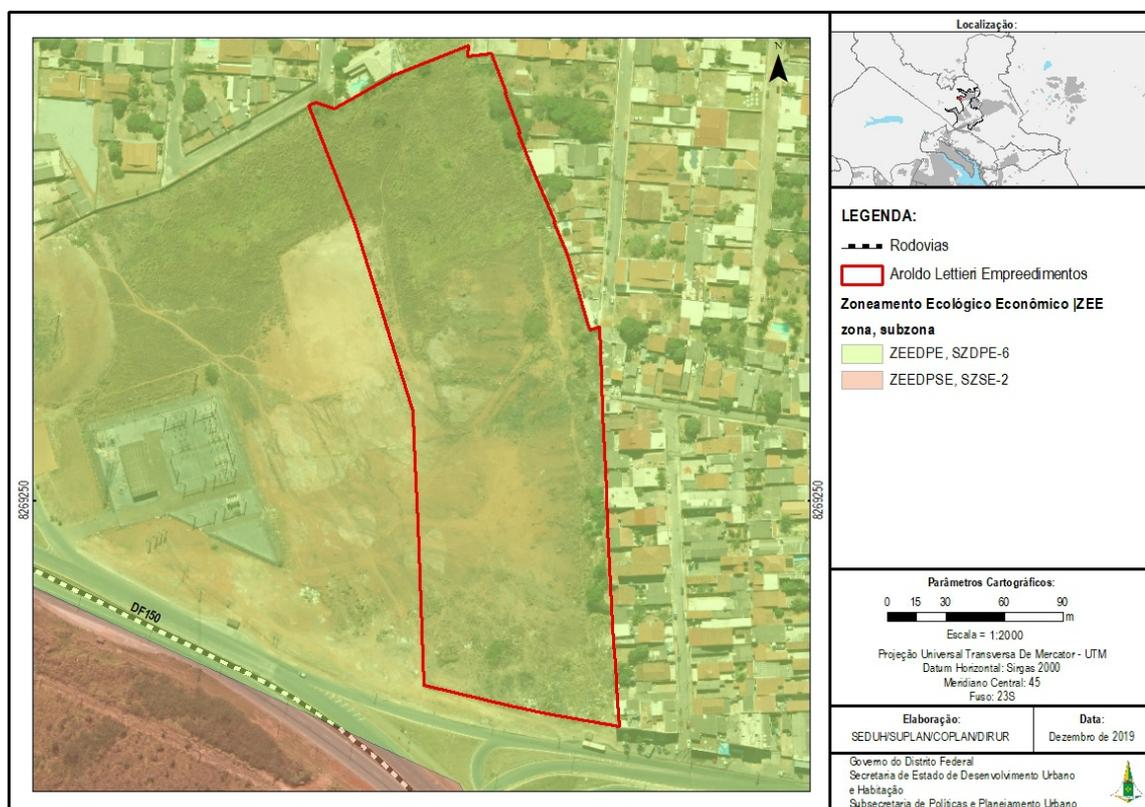 N
8269250
8269250
DF150
Localização:
LEGENDA:
Rodovias
Aroldo Lettieri Empreedimentos
Zoneamento Ecológico Econômico |ZEE
zona, subzona
ZEEDPE, SZDPE-6
ZEEDPSE, SZSE-2
Parâmetros Cartográficos:
0 15 30 60 90
m
Escala = 1:2000
Projeção Universal Transversa De Mercator - UTM
Datum Horizontal: Sirgas 2000
Meridiano Central: 45
Fuso: 23S
Elaboração:
SEDUH/SUPLAN/COPLAN/DIRUR
Data:
Dezembro de 2019
Governo do Distrito Federal
Secretaria de Estado de Desenvolvimento Urbano
e Habitação
Subsecretaria de Políticas e Planejamento Urbano